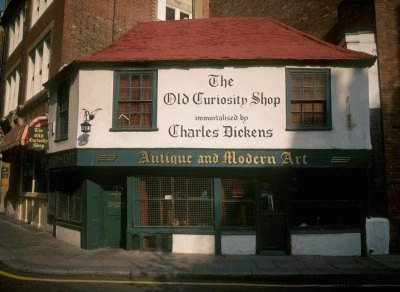 The
Old Curiosity Shop
immortalised by
Charles Dickens
Antique and Modern Art